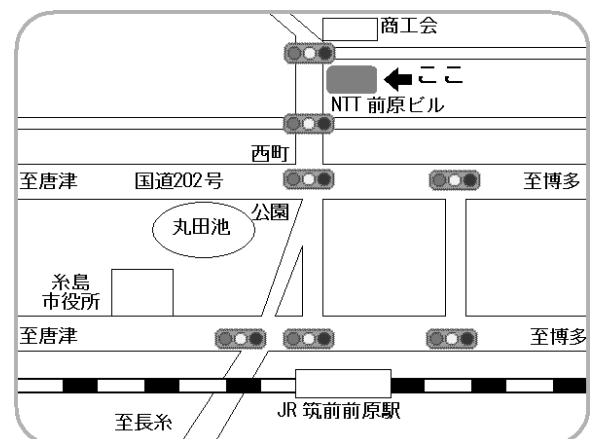 商工会
ここ
NTT 前原ビル
西町
至唐津
国道202号
至博多
公園
丸田池
糸島
市役所
至唐津
至博多
JR 筑前前原駅
至長糸